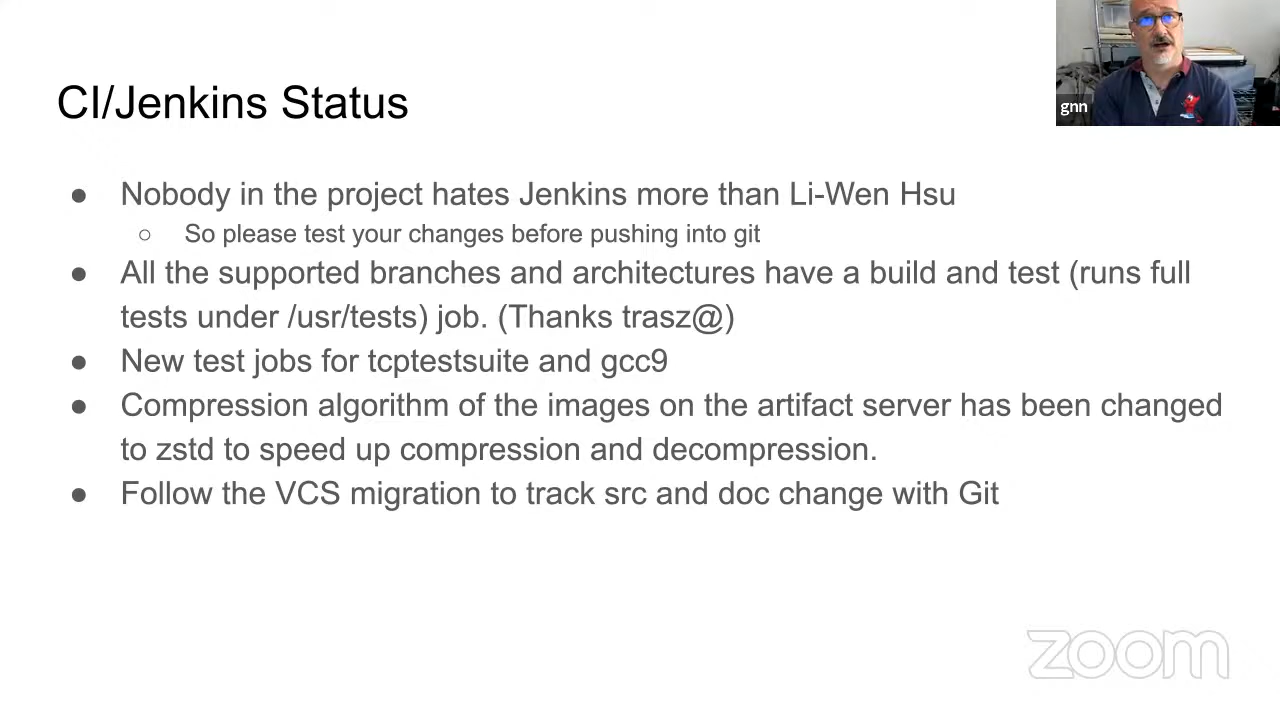 gnn
CI/Jenkins Status
● Nobody in the project hates Jenkins more than Li-Wen Hsu
○ So please test your changes before pushing into git
● All the supported branches and architectures have a build and test (runs full
tests under /usr/tests) job. (Thanks trasz@)
● New test jobs for tcptestsuite and gcc9
● Compression algorithm of the images on the artifact server has been changed
to zstd to speed up compression and decompression.
● Follow the VCS migration to track src and doc change with Git
zoom